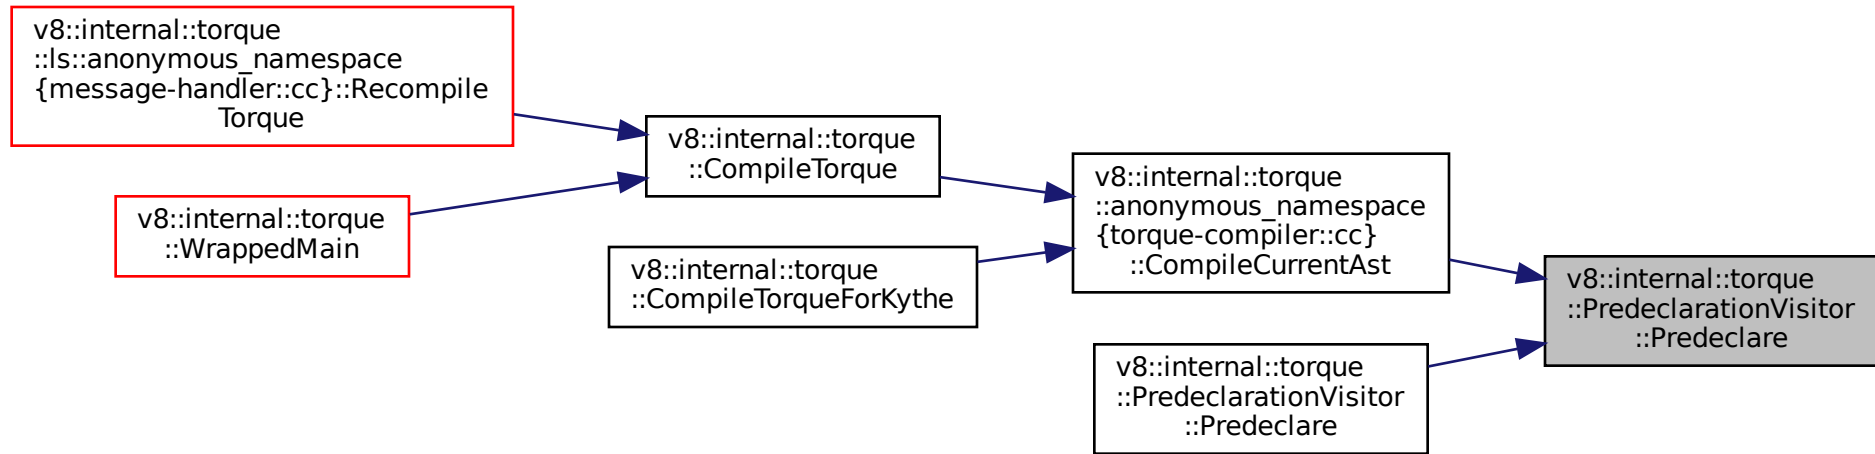 v8::internal::torque
::ls::anonymous_namespace
{message-handler::cc}::Recompile
Torque
v8::internal::torque
::WrappedMain
v8::internal::torque
::CompileTorque
v8::internal::torque
::CompileTorqueForKythe
v8::internal::torque
::anonymous_namespace
{torque-compiler::cc}
::CompileCurrentAst
v8::internal::torque
::PredeclarationVisitor
::Predeclare
v8::internal::torque
::PredeclarationVisitor
::Predeclare